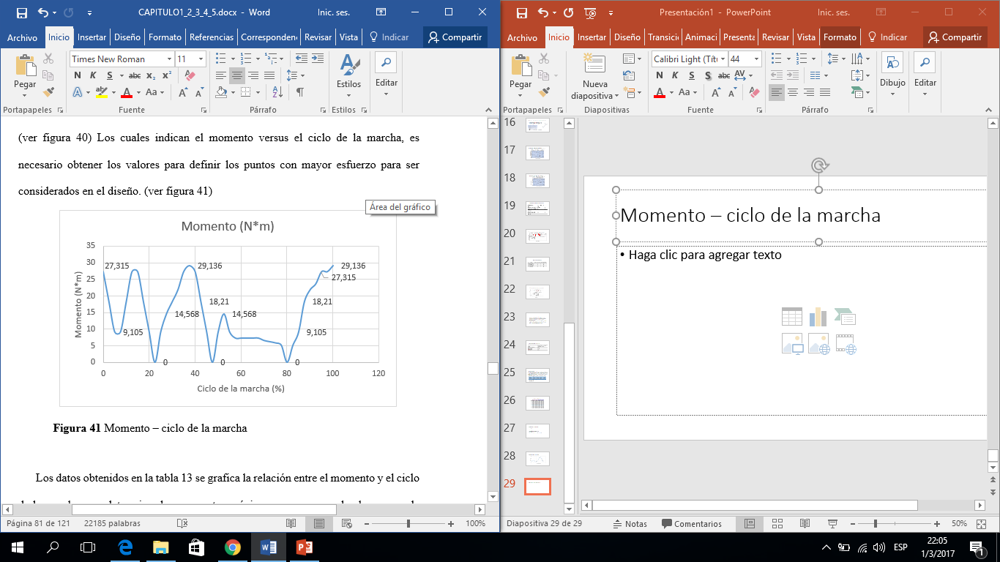 CAPITULO1_2_3_4_5.docx - Word
Inic. ses.
Archivo
Inicio
Insertar
Diseño
Formato
Referencias
Correspondenc
Revisar
Vista
Indicar
Compartir
Times New Roman
11
Pegar
N K S abc x₂ x²
A aby A Aa A A
Estilos
Editar
Portapapeles
Fuente
Párrafo
Estilos
(ver figura 40) Los cuales indican el momento versus el ciclo de la marcha, es
necesario obtener los valores para definir los puntos con mayor esfuerzo para ser
considerados en el diseño. (ver figura 41)
Área del gráfico
Momento (N*m)
Momento (N*m)
35
30
25
20
15
10
5
0
27,315
29,136
29,136
27,315
18,21
18,21
14,568
14,568
9,105
9,105
0
0
0
0 20 40 60 80 100 120
Ciclo de la marcha (%)
Figura 41 Momento – ciclo de la marcha
Los datos obtenidos en la tabla 13 se grafica la relación entre el momento y el ciclo
Página 81 de 121
22185 palabras
100%
Presentación1 - PowerPoint
Inic. ses.
Archivo
Inicio
Insertar
Diseño
Transicio
Animaci
Presenta
Revisar
Vista
Formato
Indicar
Compartir
Calibri Light (Títu
44
Pegar
Nueva
diapositiva
N K S S abc AV
A Aa A A
Dibujo
Editar
Portapapeles
Diapositivas
Fuente
Párrafo
16
17
18
19
20
21
22
23
24
25
26
27
28
29
Momento – ciclo de la marcha
• Haga clic para agregar texto
Diapositiva 29 de 29
Notas
Comentarios
50%
ESP
22:05
1/3/2017
1